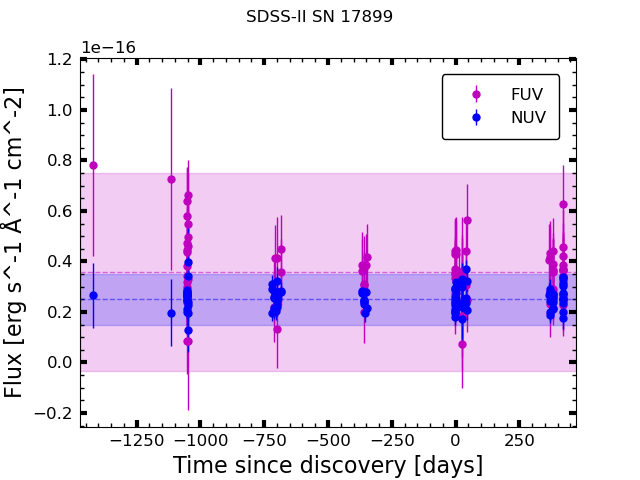 SDSS-II SN 17899
1e−16
1.2
1.0
0.8
0.6
0.4
0.2
0.0
−0.2
Flux [erg s^-1 Å^-1 cm^-2]
FUV
NUV
−1250 −1000 −750 −500 −250 0 250
Time since discovery [days]